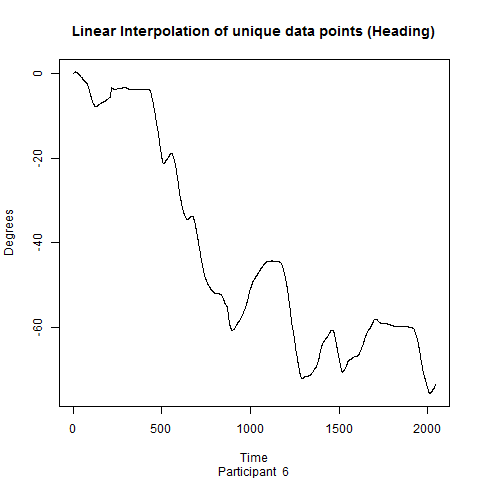 Linear Interpolation of unique data points (Heading)
Degrees
0
-20
-40
-60
0 500 1000 1500 2000
Time
Participant 6